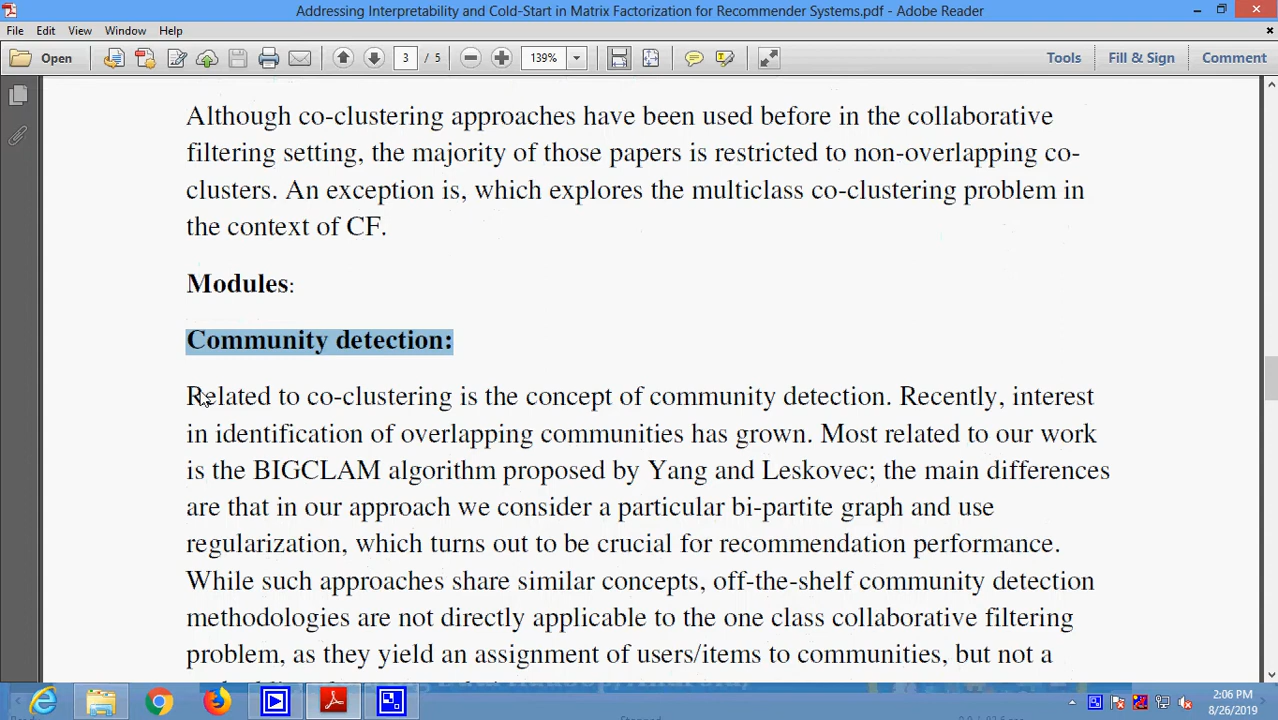 Addressing Interpretability and Cold-Start in Matrix Factorization for Recommender Systems.pdf - Adobe Reader
File Edit View Window Help
Open 3 / 5 139% Tools Fill & Sign Comment
Although co-clustering approaches have been used before in the collaborative
filtering setting, the majority of those papers is restricted to non-overlapping co-
clusters. An exception is, which explores the multiclass co-clustering problem in
the context of CF.
Modules:
Community detection:
Related to co-clustering is the concept of community detection. Recently, interest
in identification of overlapping communities has grown. Most related to our work
is the BIGCLAM algorithm proposed by Yang and Leskovec; the main differences
are that in our approach we consider a particular bi-partite graph and use
regularization, which turns out to be crucial for recommendation performance.
While such approaches share similar concepts, off-the-shelf community detection
methodologies are not directly applicable to the one class collaborative filtering
problem, as they yield an assignment of users/items to communities, but not a
2:06 PM
8/26/2019